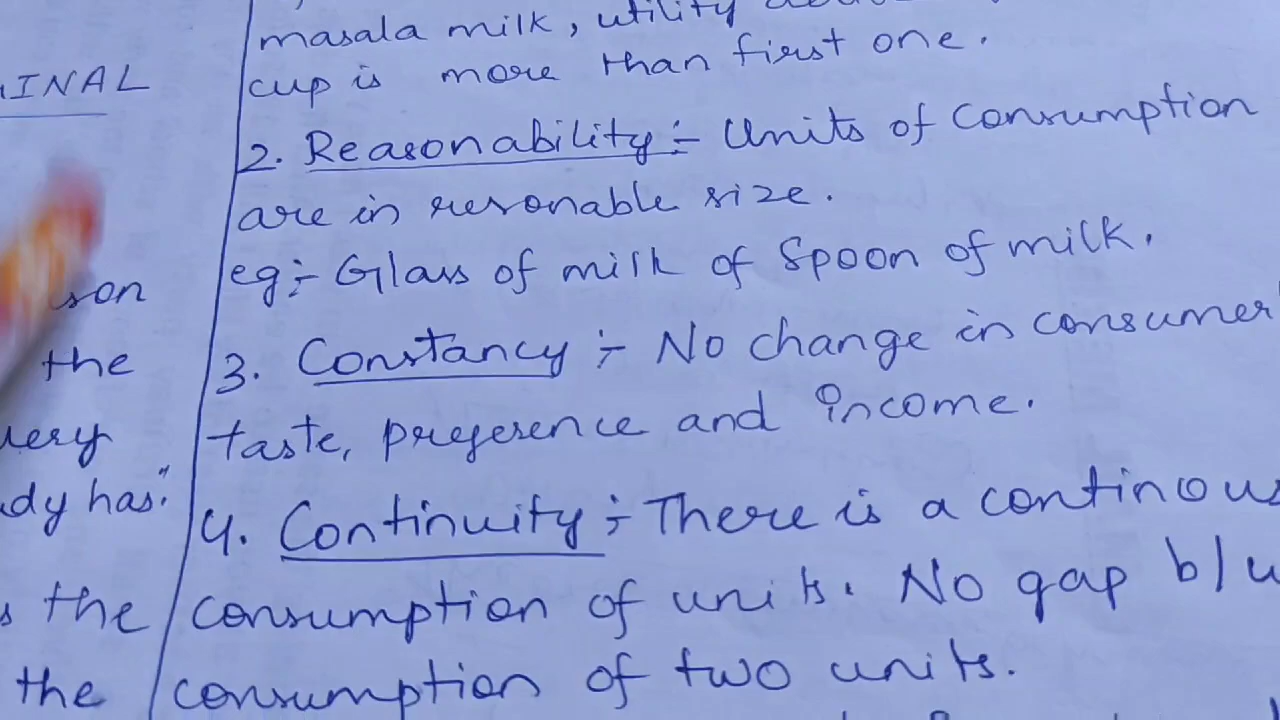 INAL
son
the
very
dy has."
the
the
masala milk, utility
cup is more than first one.
2. Reasonability :- Units of consumption
are in resonable size.
eg :- Glass of milk of Spoon of milk.
3. Constancy :- No change in consumer
taste, preference and income.
4. Continuity :- There is a continous
consumption of units. No gap b/w
consumption of two units.